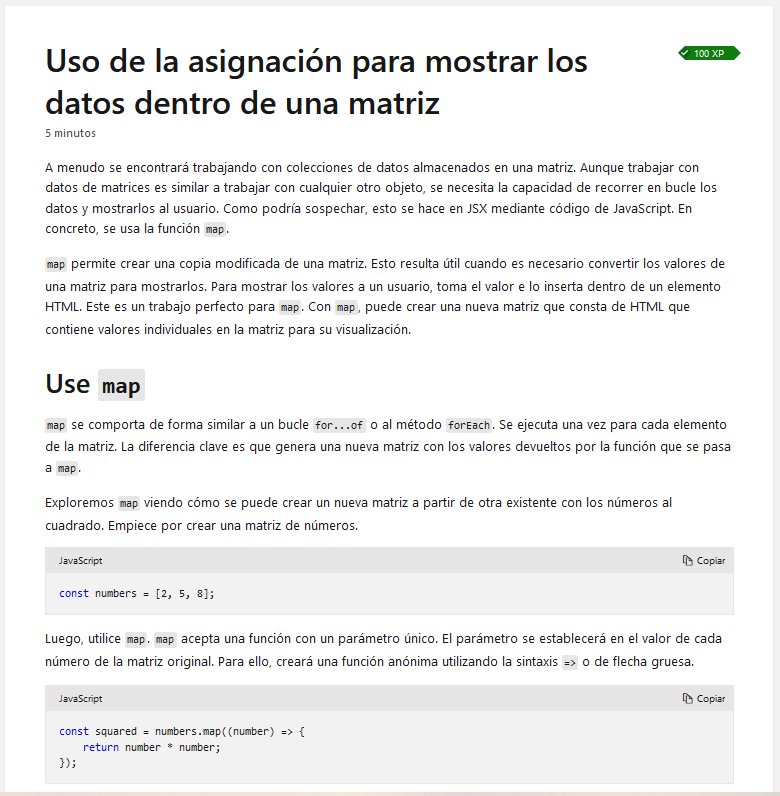 Uso de la asignación para mostrar los
100 XP
datos dentro de una matriz
5 minutos
A menudo se encontrará trabajando con colecciones de datos almacenados en una matriz. Aunque trabajar con
datos de matrices es similar a trabajar con cualquier otro objeto, se necesita la capacidad de recorrer en bucle los
datos y mostrarlos al usuario. Como podría sospechar, esto se hace en JSX mediante código de JavaScript. En
concreto, se usa la función map.
map permite crear una copia modificada de una matriz. Esto resulta útil cuando es necesario convertir los valores de
una matriz para mostrarlos. Para mostrar los valores a un usuario, toma el valor e lo inserta dentro de un elemento
HTML. Este es un trabajo perfecto para map. Con map, puede crear una nueva matriz que consta de HTML que
contiene valores individuales en la matriz para su visualización.
Use map
map se comporta de forma similar a un bucle for...of o al método forEach. Se ejecuta una vez para cada elemento
de la matriz. La diferencia clave es que genera una nueva matriz con los valores devueltos por la función que se pasa
a map.
Exploremos map viendo cómo se puede crear un nueva matriz a partir de otra existente con los números al
cuadrado. Empiece por crear una matriz de números.
JavaScript
Copiar
const numbers = [2, 5, 8];
Luego, utilice map. map acepta una función con un parámetro único. El parámetro se establecerá en el valor de cada
número de la matriz original. Para ello, creará una función anónima utilizando la sintaxis => o de flecha gruesa.
JavaScript
Copiar
const squared = numbers.map((number) => {
    return number * number;
});